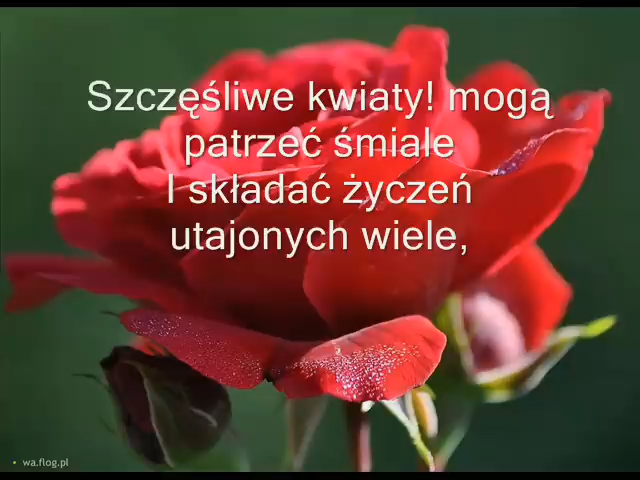 Szczęśliwe kwiaty! mogą
patrzeć śmiale
I składać życzeń
utajonych wiele,
wa.flog.pl